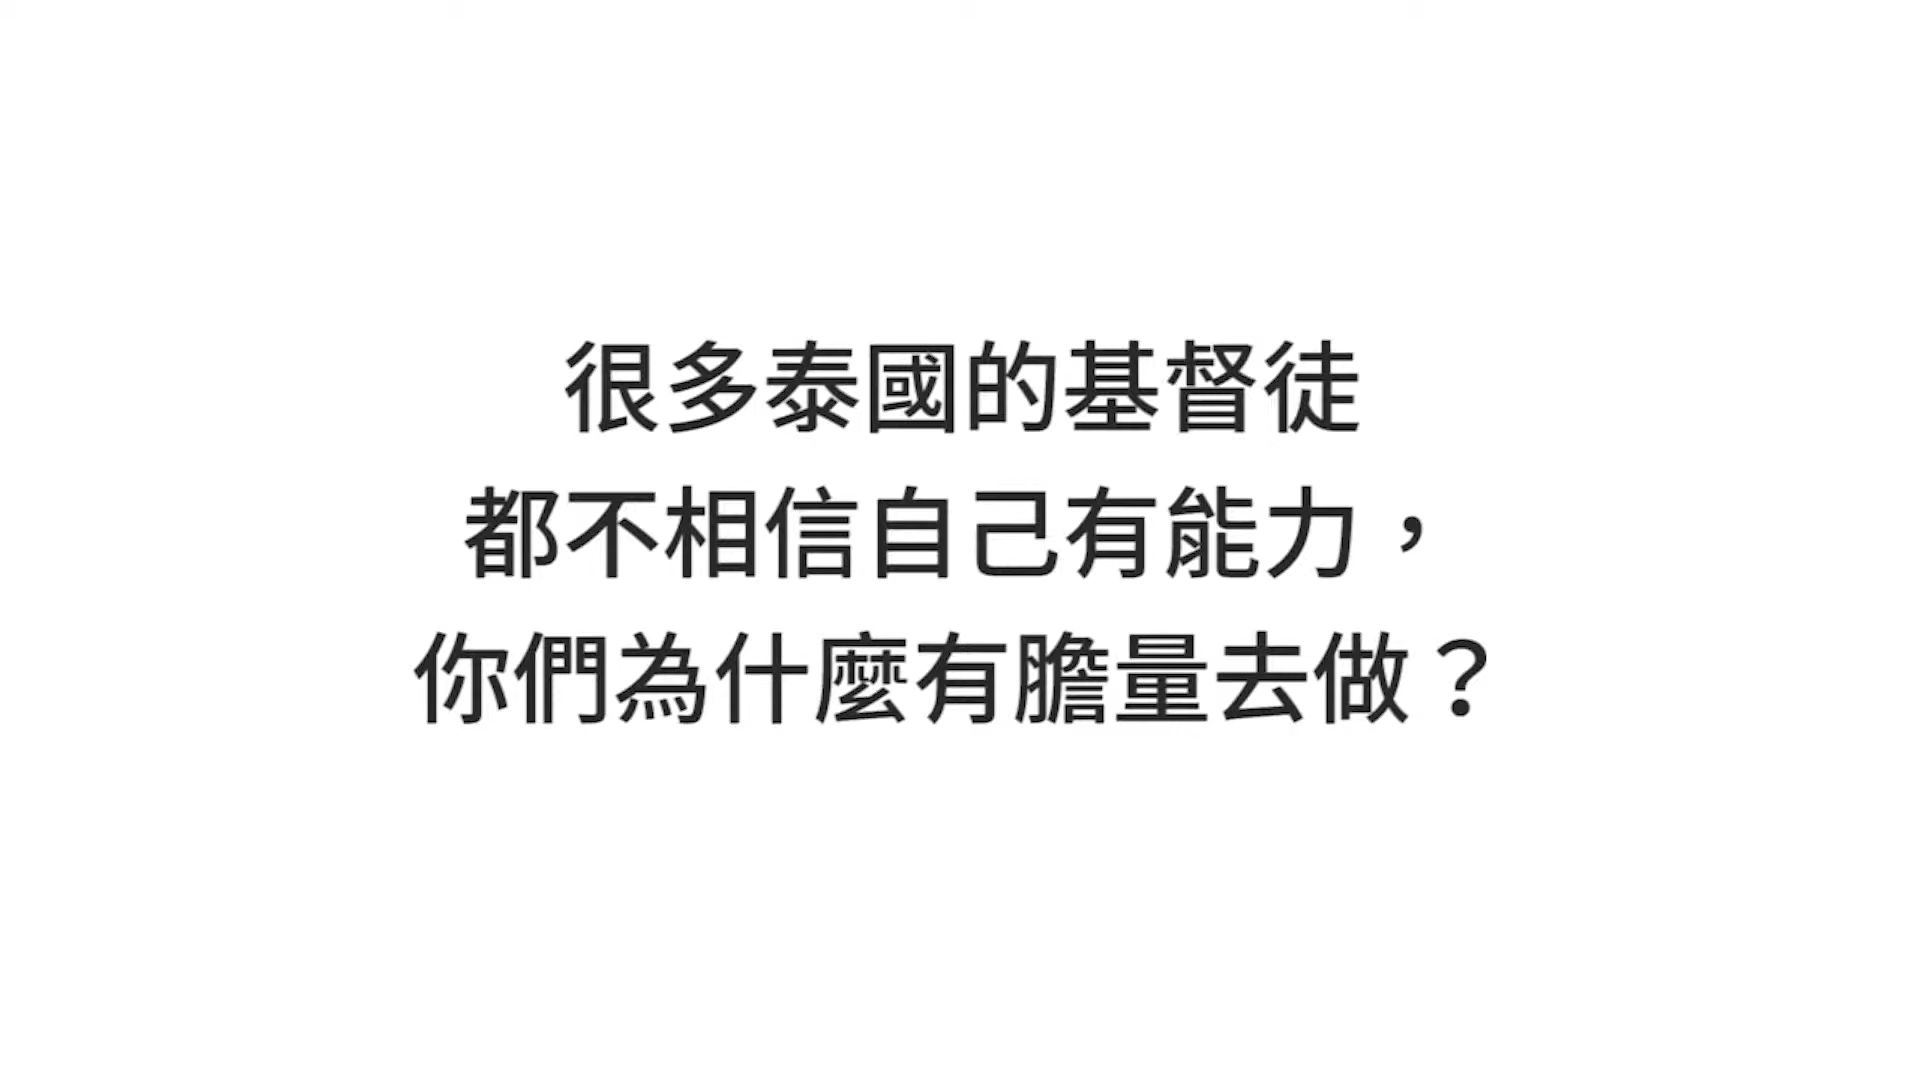 很多泰國的基督徒
都不相信自己有能力，
你們為什麼有膽量去做？